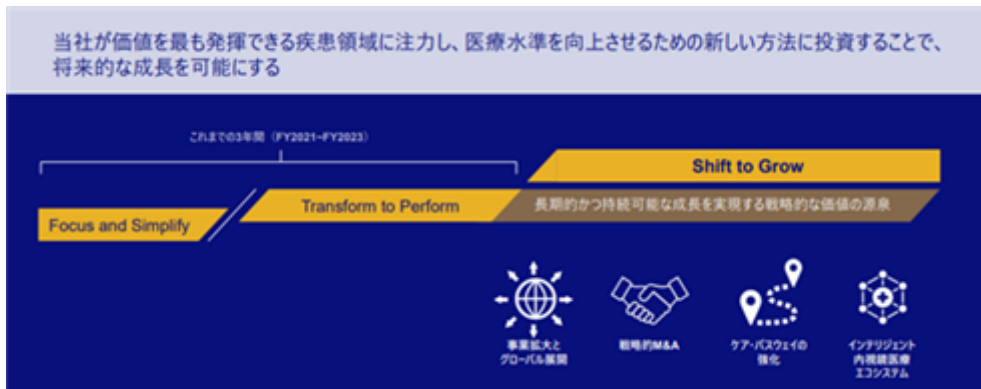 当社が価値を最も発揮できる疾患領域に注力し、医療水準を向上させるための新しい方法に投資することで、
将来的な成長を可能にする
これまでの3年間（FY2021–FY2023）
Shift to Grow
Transform to Perform
長期的かつ持続可能な成長を実現する戦略的な価値の源泉
Focus and Simplify
事業拡大と
グローバル展開
戦略的M&A
ケア・パスウェイの
強化
インテリジェント
内視鏡医療
エコシステム